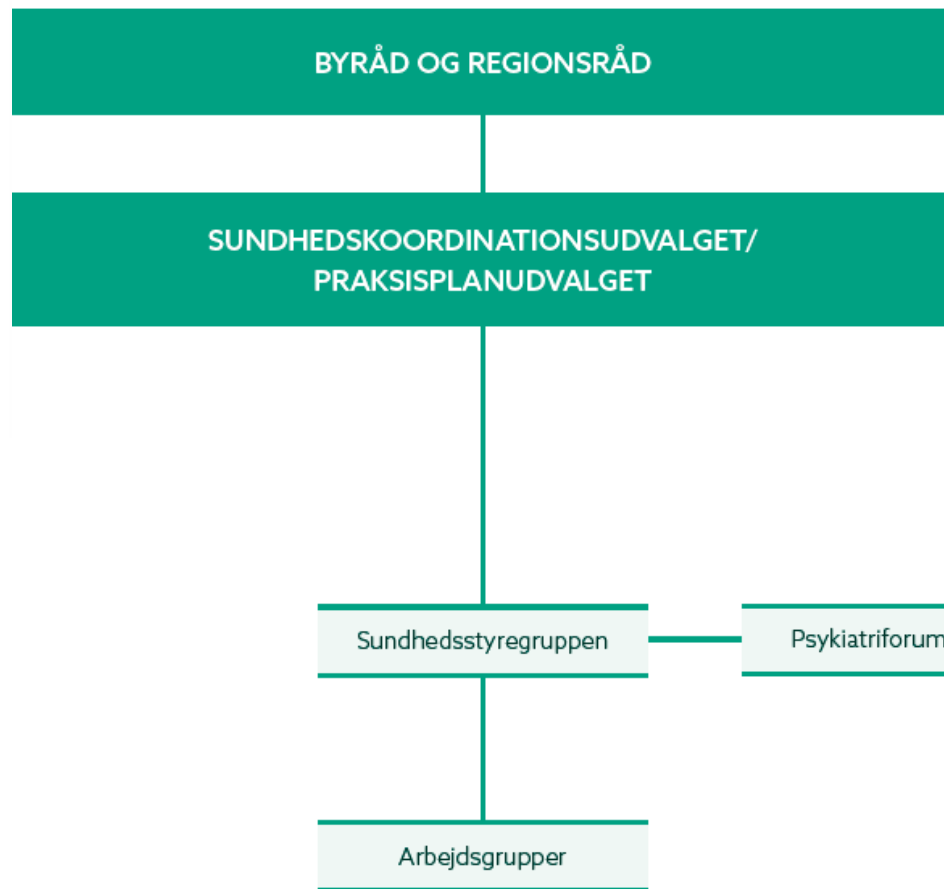 BYRÅD OG REGIONSRÅD
SUNDHEDSKOORDINATIONSUDVALGET/
PRAKSISPLANUDVALGET
Sundhedsstyregruppen
Psykiatriforum
Arbejdsgrupper